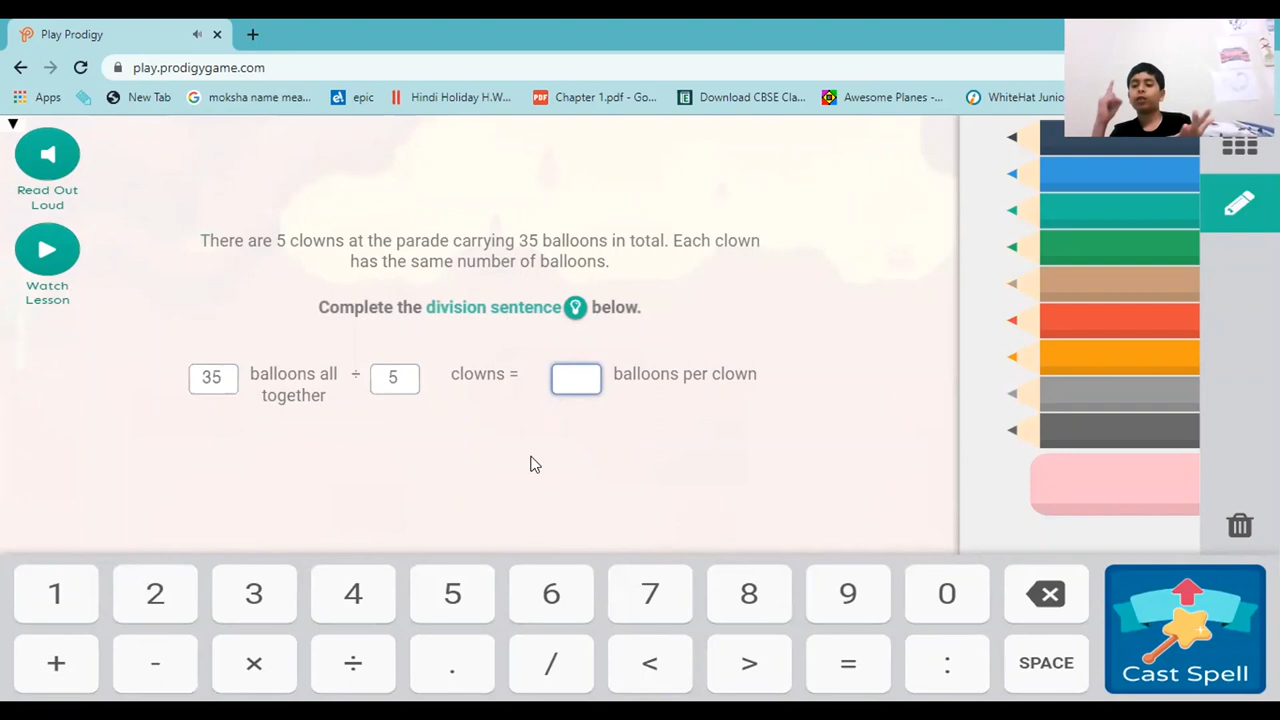 Play Prodigy
play.prodigygame.com
Apps New Tab moksha name mea... epic Hindi Holiday H.W... Chapter 1.pdf - Go... Download CBSE Cla... Awesome Planes -... WhiteHat Junio
Read Out
Loud
Watch
Lesson
There are 5 clowns at the parade carrying 35 balloons in total. Each clown
has the same number of balloons.
Complete the division sentence below.
35 balloons all together ÷ 5 clowns = balloons per clown
1 2 3 4 5 6 7 8 9 0
+ - × ÷ . / < > = : SPACE
Cast Spell